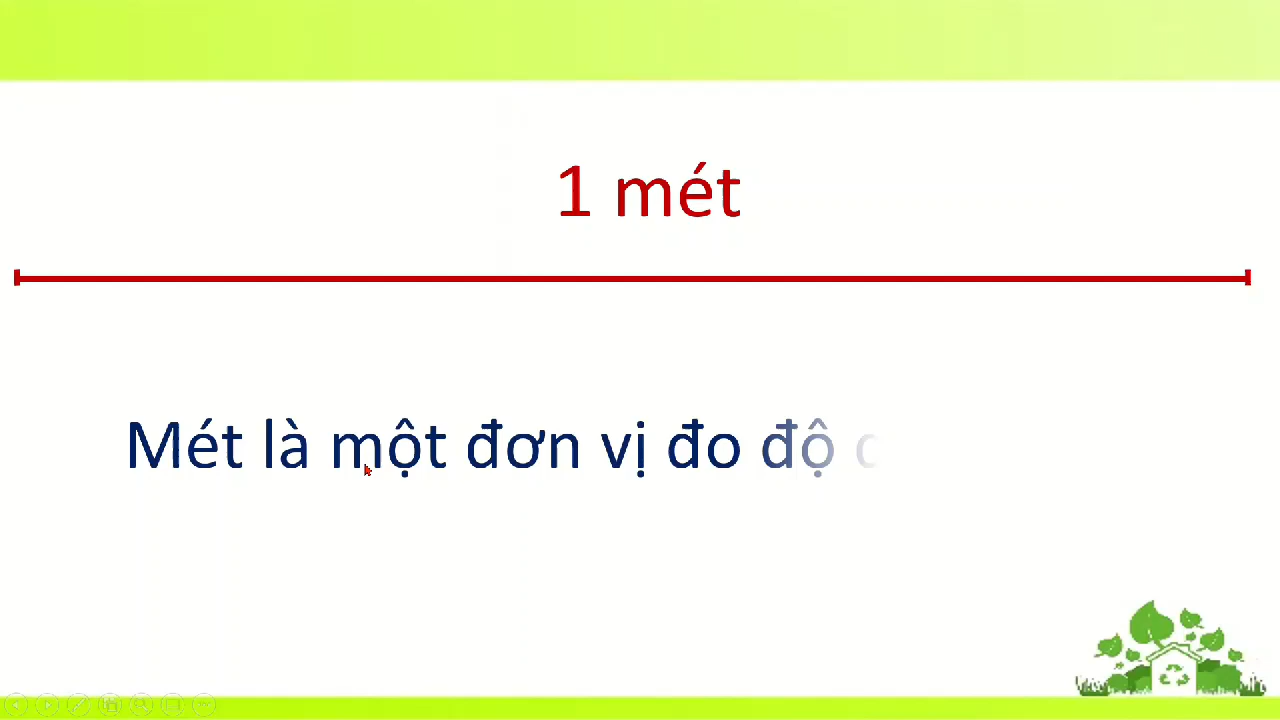 1 mét
Mét là một đơn vị đo độ